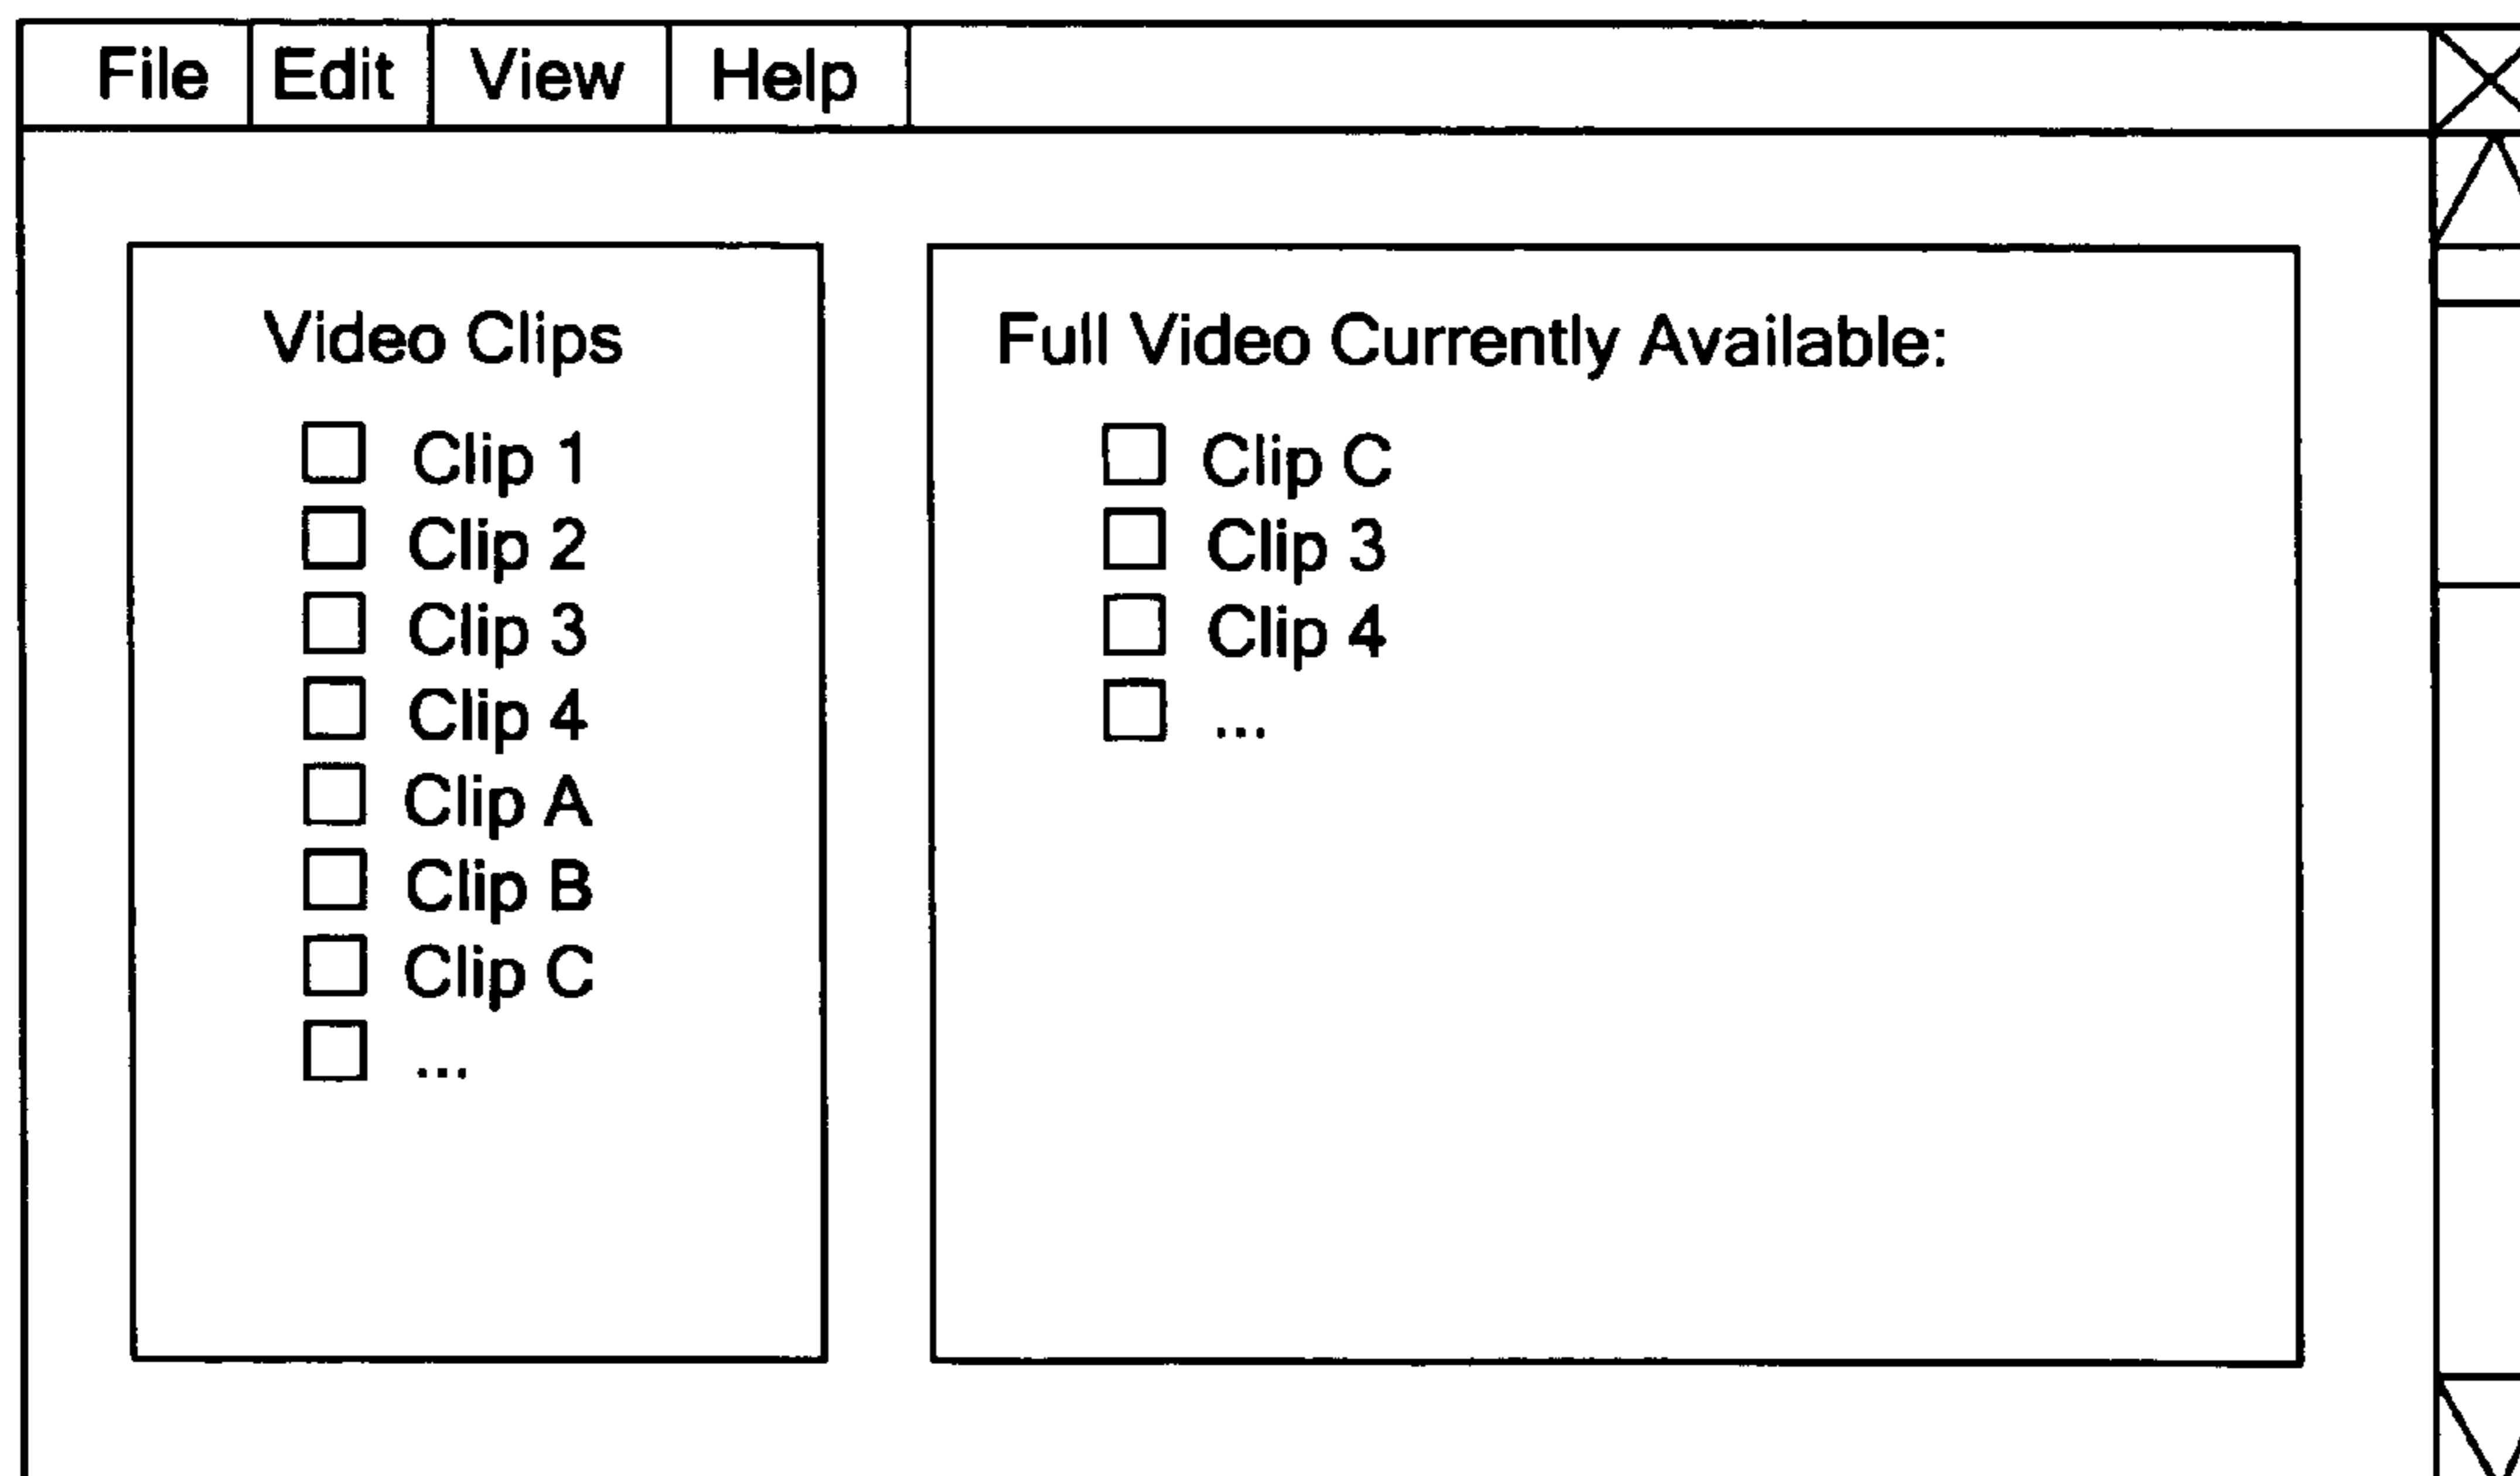 File Edit View Help
Video Clips
Clip 1
Clip 2
Clip 3
Clip 4
Clip A
Clip B
Clip C
...
Full Video Currently Available:
Clip C
Clip 3
Clip 4
...